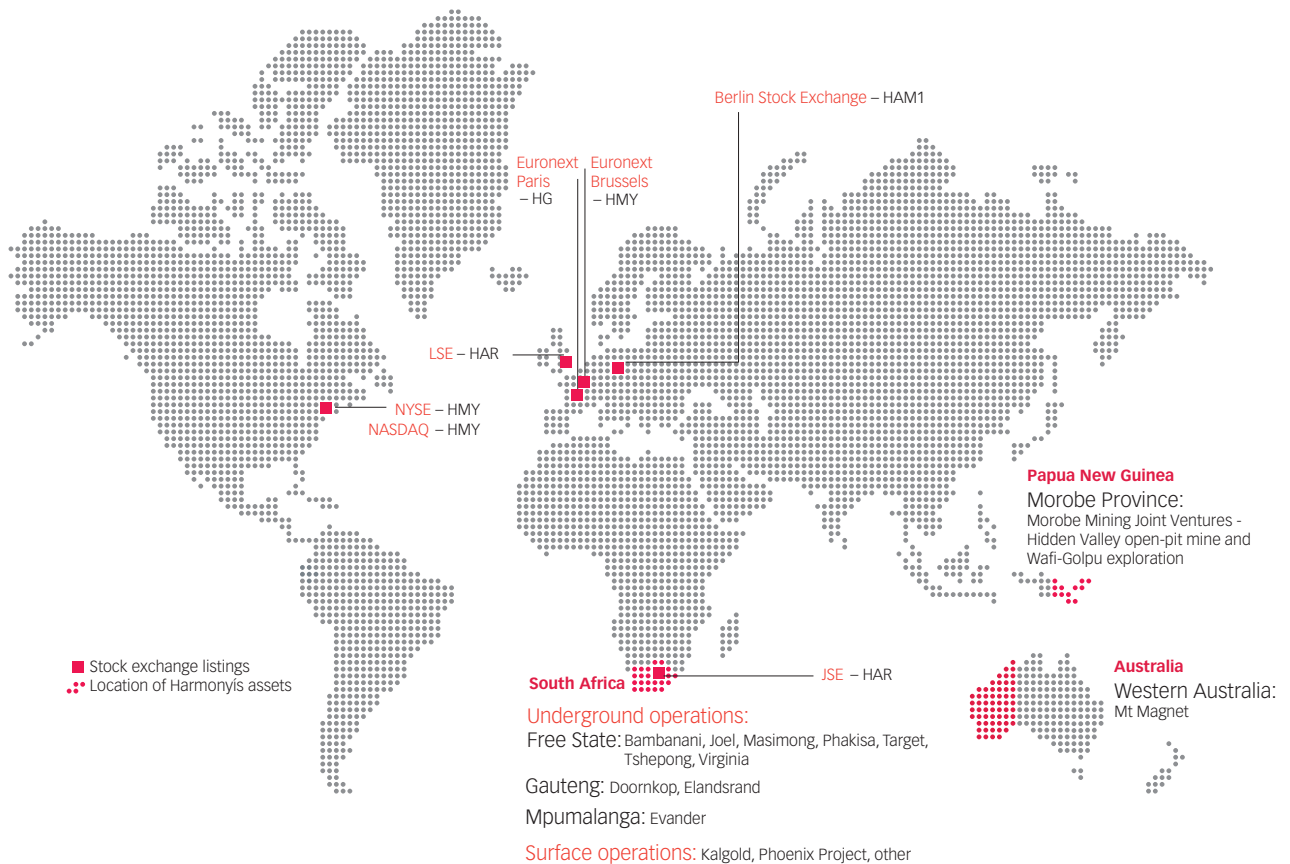 Berlin Stock Exchange – HAM1
Euronext
Paris
– HG
Euronext
Brussels
– HMY
LSE – HAR
NYSE – HMY
NASDAQ – HMY
Papua New Guinea
Morobe Province:
Morobe Mining Joint Ventures -
Hidden Valley open-pit mine and
Wafi-Golpu exploration
Stock exchange listings
Location of Harmonyís assets
South Africa
JSE – HAR
Australia
Western Australia:
Mt Magnet
Underground operations:
Free State: Bambanani, Joel, Masimong, Phakisa, Target,
Tshepong, Virginia
Gauteng: Doornkop, Elandsrand
Mpumalanga: Evander
Surface operations: Kalgold, Phoenix Project, other